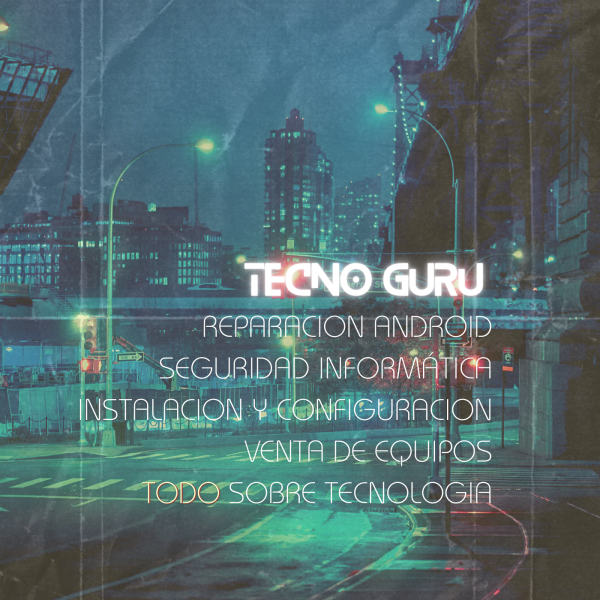 TECNO GURU
REPARACION ANDROID
SEGURIDAD INFORMÁTICA
INSTALACION Y CONFIGURACION
VENTA DE EQUIPOS
TODO SOBRE TECNOLOGIA